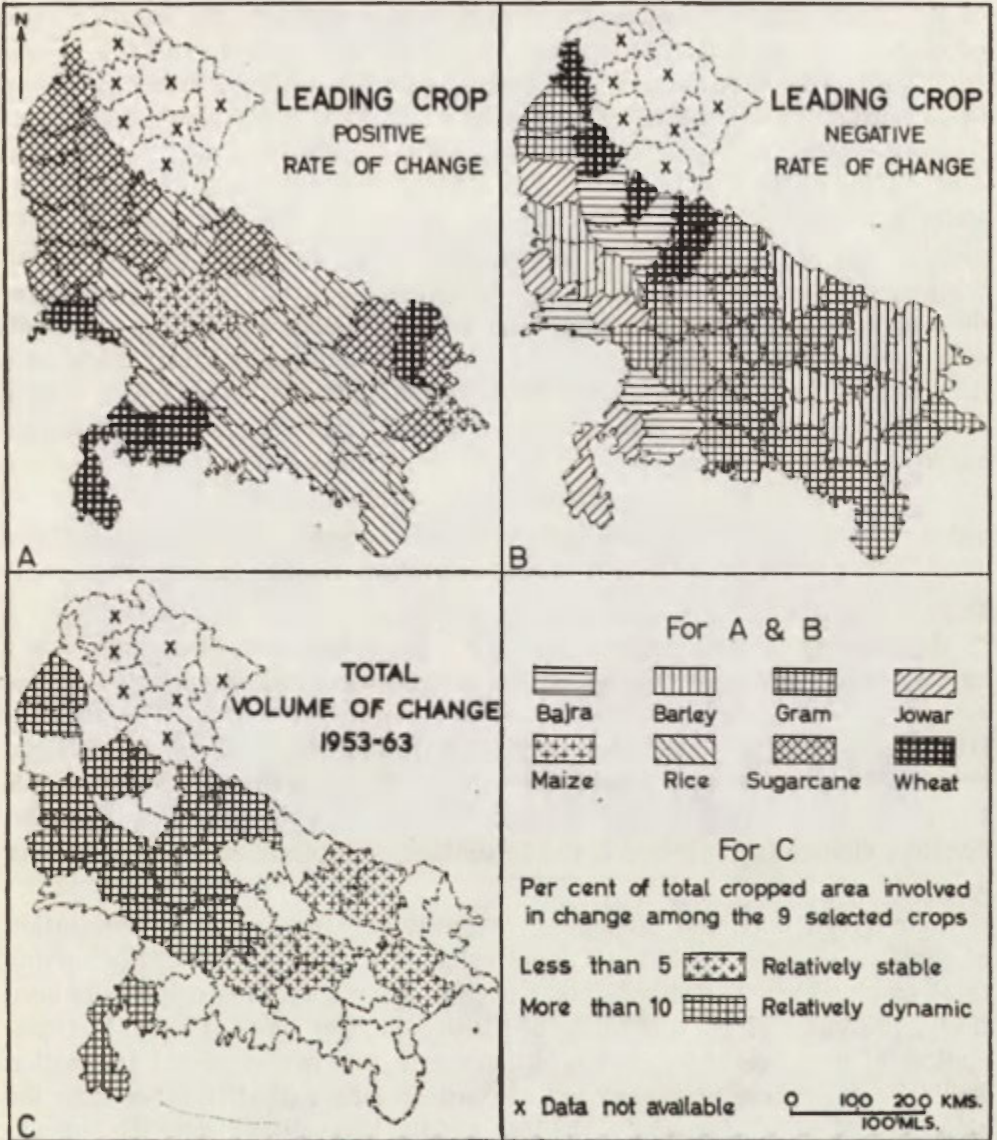 N
LEADING CROP
POSITIVE
RATE OF CHANGE
A
LEADING CROP
NEGATIVE
RATE OF CHANGE
B
TOTAL
VOLUME OF CHANGE
1953-63
C
For A & B
Bajra Barley Gram Jowar
Maize Rice Sugarcane Wheat
For C
Per cent of total cropped area involved
in change among the 9 selected crops
Less than 5 Relatively stable
More than 10 Relatively dynamic
x Data not available
0 100 200 KMS.
100 MLS.